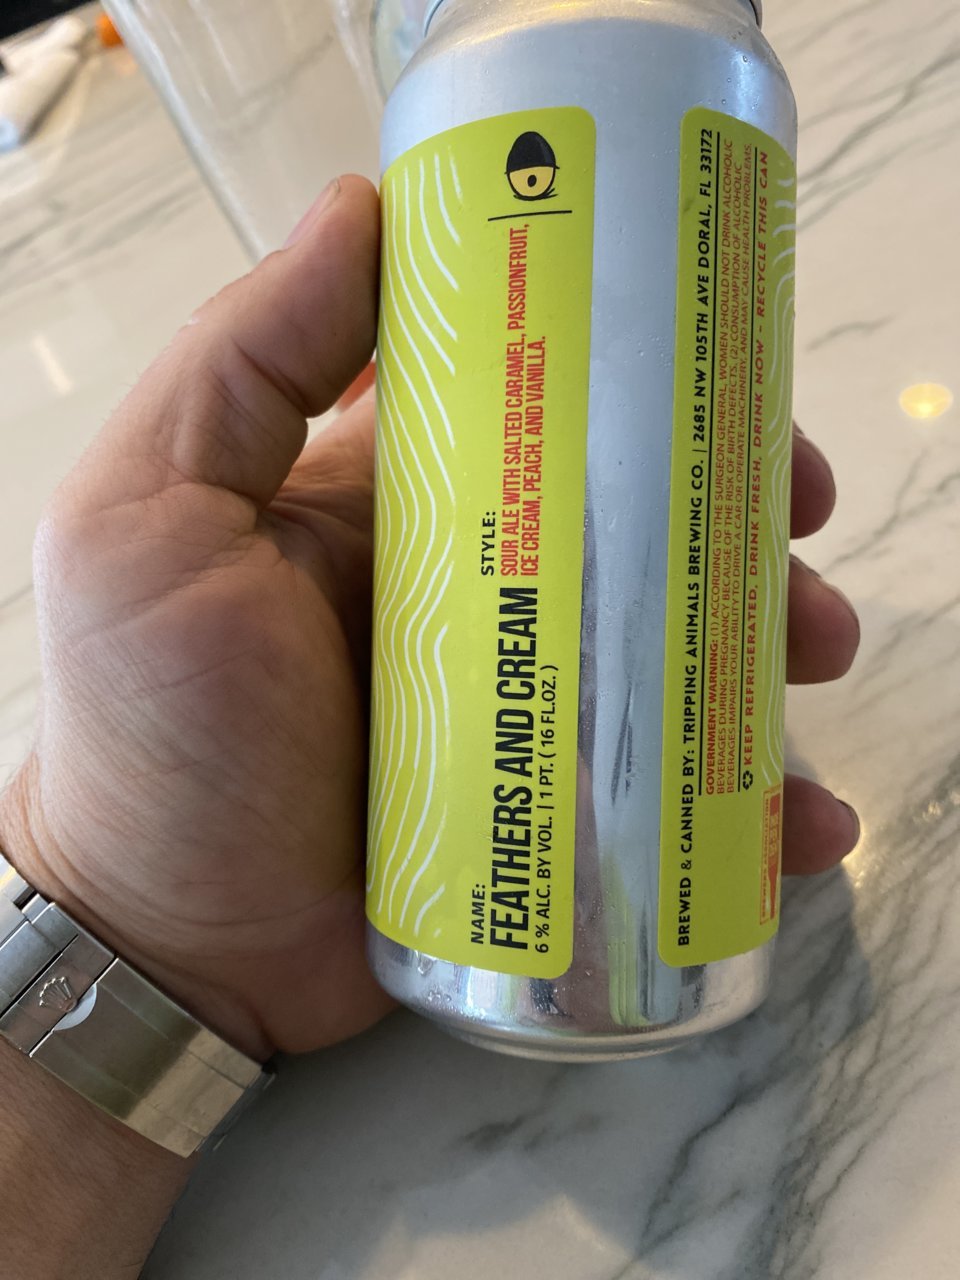 NAME:
FEATHERS AND CREAM
6 % ALC. BY VOL. | 1 PT. ( 16 FL.OZ. )
STYLE:
SOUR ALE WITH SALTED CARAMEL, PASSIONFRUIT,
ICE CREAM, PEACH, AND VANILLA.
BREWED & CANNED BY: TRIPPING ANIMALS BREWING CO. | 2685 NW 105TH AVE DORAL, FL 33172
GOVERNMENT WARNING: (1) ACCORDING TO THE SURGEON GENERAL, WOMEN SHOULD NOT DRINK ALCOHOLIC
BEVERAGES DURING PREGNANCY BECAUSE OF THE RISK OF BIRTH DEFECTS. (2) CONSUMPTION OF ALCOHOLIC
BEVERAGES IMPAIRS YOUR ABILITY TO DRIVE A CAR OR OPERATE MACHINERY, AND MAY CAUSE HEALTH PROBLEMS.
KEEP REFRIGERATED. DRINK FRESH. DRINK NOW - RECYCLE THIS CAN
BREWERS ASSOCIATION